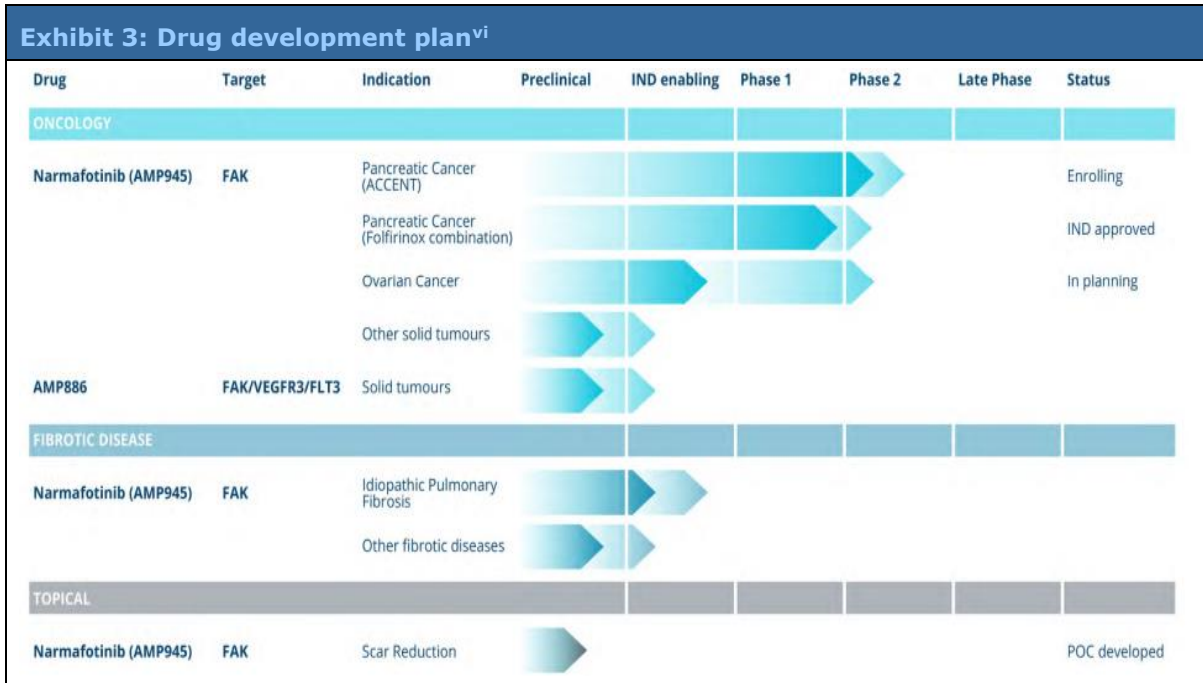 Exhibit 3: Drug development planvi
Drug Target Indication Preclinical IND enabling Phase 1 Phase 2 Late Phase Status
ONCOLOGY
Narmafotinib (AMP945) FAK Pancreatic Cancer
(ACCENT) Enrolling
Pancreatic Cancer
(Folfirinox combination) IND approved
Ovarian Cancer In planning
Other solid tumours
AMP886 FAK/VEGFR3/FLT3 Solid tumours
FIBROTIC DISEASE
Narmafotinib (AMP945) FAK Idiopathic Pulmonary
Fibrosis
Other fibrotic diseases
TOPICAL
Narmafotinib (AMP945) FAK Scar Reduction POC developed